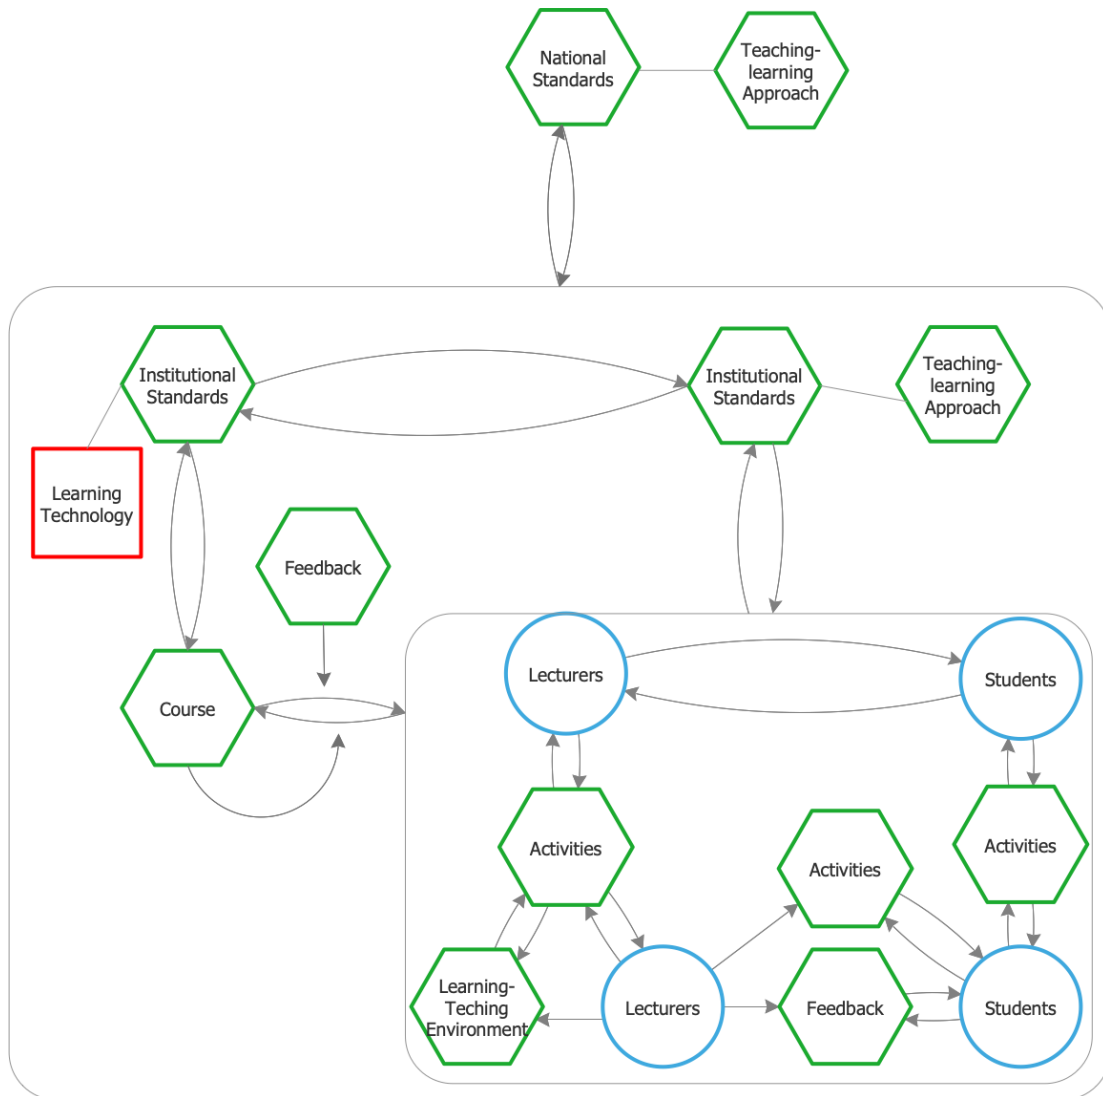 National
Standards
Teaching-
learning
Approach
Institutional
Standards
Institutional
Standards
Teaching-
learning
Approach
Learning
Technology
Feedback
Course
Lecturers
Students
Activities
Activities
Activities
Learning-
Teching
Environment
Lecturers
Feedback
Students